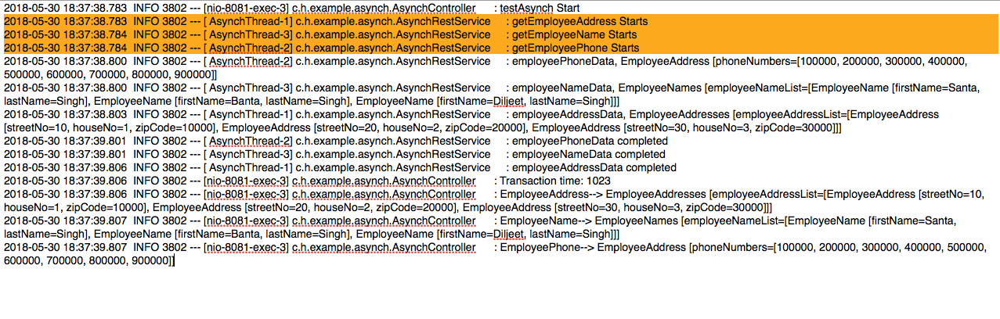 2018-05-30 18:37:38.783  INFO 3802 --- [nio-8081-exec-3] c.h.example.asynch.AsynchController      : testAsynch Start
2018-05-30 18:37:38.783  INFO 3802 --- [ AsynchThread-1] c.h.example.asynch.AsynchRestService     : getEmployeeAddress Starts
2018-05-30 18:37:38.784  INFO 3802 --- [ AsynchThread-3] c.h.example.asynch.AsynchRestService     : getEmployeeName Starts
2018-05-30 18:37:38.784  INFO 3802 --- [ AsynchThread-2] c.h.example.asynch.AsynchRestService     : getEmployeePhone Starts
2018-05-30 18:37:38.800  INFO 3802 --- [ AsynchThread-2] c.h.example.asynch.AsynchRestService     : employeePhoneData, EmployeeAddress [phoneNumbers=[100000, 200000, 300000, 400000,
500000, 600000, 700000, 800000, 900000]]
2018-05-30 18:37:38.800  INFO 3802 --- [ AsynchThread-3] c.h.example.asynch.AsynchRestService     : employeeNameData, EmployeeNames [employeeNameList=[EmployeeName [firstName=Santa,
lastName=Singh], EmployeeName [firstName=Banta, lastName=Singh], EmployeeName [firstName=Diljeet, lastName=Singh]]]
2018-05-30 18:37:38.803  INFO 3802 --- [ AsynchThread-1] c.h.example.asynch.AsynchRestService     : employeeAddressData, EmployeeAddresses [employeeAddressList=[EmployeeAddress
[streetNo=10, houseNo=1, zipCode=10000], EmployeeAddress [streetNo=20, houseNo=2, zipCode=20000], EmployeeAddress [streetNo=30, houseNo=3, zipCode=30000]]]
2018-05-30 18:37:39.801  INFO 3802 --- [ AsynchThread-2] c.h.example.asynch.AsynchRestService     : employeePhoneData completed
2018-05-30 18:37:39.801  INFO 3802 --- [ AsynchThread-3] c.h.example.asynch.AsynchRestService     : employeeNameData completed
2018-05-30 18:37:39.806  INFO 3802 --- [ AsynchThread-1] c.h.example.asynch.AsynchRestService     : employeeAddressData completed
2018-05-30 18:37:39.806  INFO 3802 --- [nio-8081-exec-3] c.h.example.asynch.AsynchController      : Transaction time: 1023
2018-05-30 18:37:39.806  INFO 3802 --- [nio-8081-exec-3] c.h.example.asynch.AsynchController      : EmployeeAddress--> EmployeeAddresses [employeeAddressList=[EmployeeAddress [streetNo=10,
houseNo=1, zipCode=10000], EmployeeAddress [streetNo=20, houseNo=2, zipCode=20000], EmployeeAddress [streetNo=30, houseNo=3, zipCode=30000]]]
2018-05-30 18:37:39.807  INFO 3802 --- [nio-8081-exec-3] c.h.example.asynch.AsynchController      : EmployeeName--> EmployeeNames [employeeNameList=[EmployeeName [firstName=Santa,
lastName=Singh], EmployeeName [firstName=Banta, lastName=Singh], EmployeeName [firstName=Diljeet, lastName=Singh]]]
2018-05-30 18:37:39.807  INFO 3802 --- [nio-8081-exec-3] c.h.example.asynch.AsynchController      : EmployeePhone--> EmployeeAddress [phoneNumbers=[100000, 200000, 300000, 400000, 500000,
600000, 700000, 800000, 900000]]